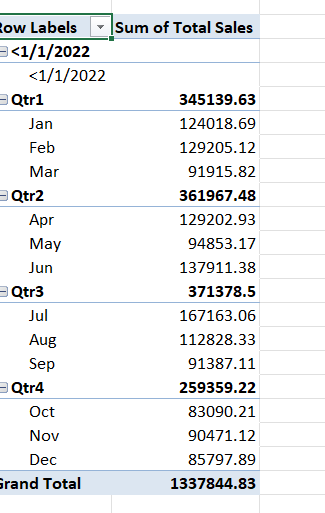 Row Labels Sum of Total Sales
<1/1/2022
<1/1/2022
Qtr1 345139.63
Jan 124018.69
Feb 129205.12
Mar 91915.82
Qtr2 361967.48
Apr 129202.93
May 94853.17
Jun 137911.38
Qtr3 371378.5
Jul 167163.06
Aug 112828.33
Sep 91387.11
Qtr4 259359.22
Oct 83090.21
Nov 90471.12
Dec 85797.89
Grand Total 1337844.83